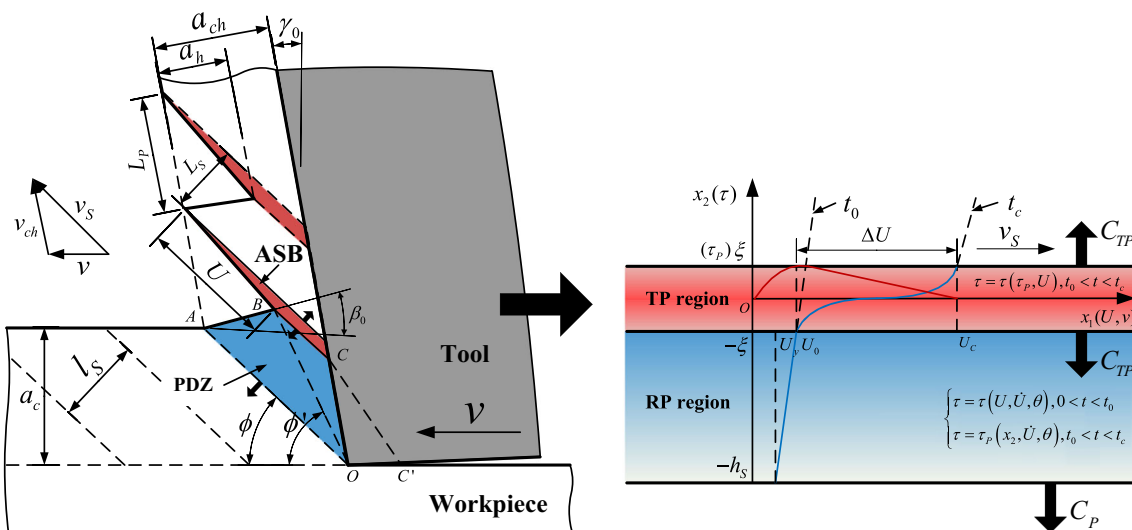 a_ch
γ_0
a_h
L_P
L_S
v_ch
v_S
v
U
ASB
A
B
β_0
C
a_c
l_S
PDZ
ϕ
ϕ'
Tool
v
O
C'
Workpiece
x_2(τ)
t_0
t_c
v_S
C_TP
(τ_P) ξ
ΔU
TP region
τ = τ(τ_P, U), t_0 < t < t_c
O
x_1(U, v)
−ξ
U_y U_0
U_c
C_TP
RP region
τ = τ(U, U̇, θ), 0 < t < t_0
τ = τ_P(x_2, U̇, θ), t_0 < t < t_c
−h_S
C_P